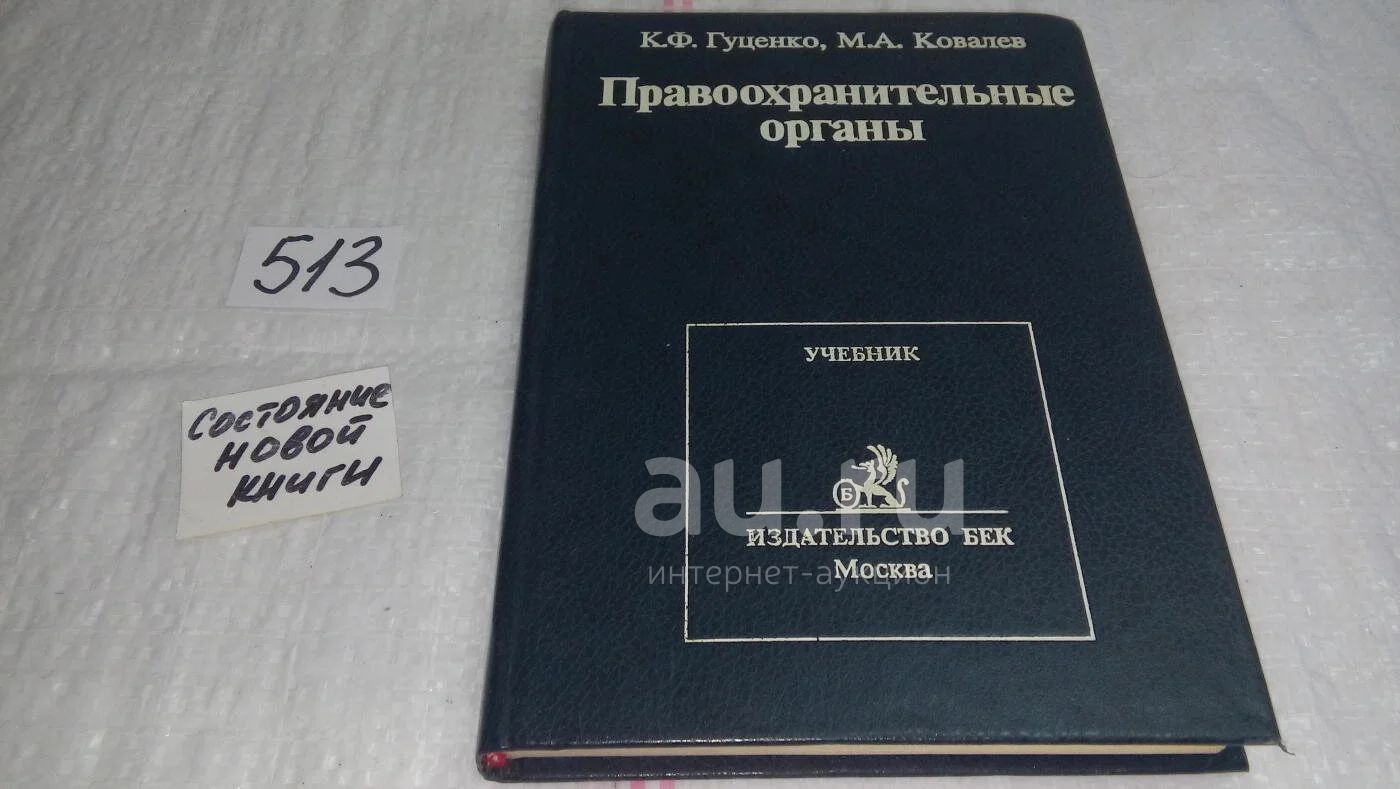 К.Ф. Гуценко, М.А. Ковалев
Правоохранительные
органы
513
УЧЕБНИК
Состояние
новой
книги
Б
au.ru
ИЗДАТЕЛЬСТВО БЕК
Москва
интернет-аукцион